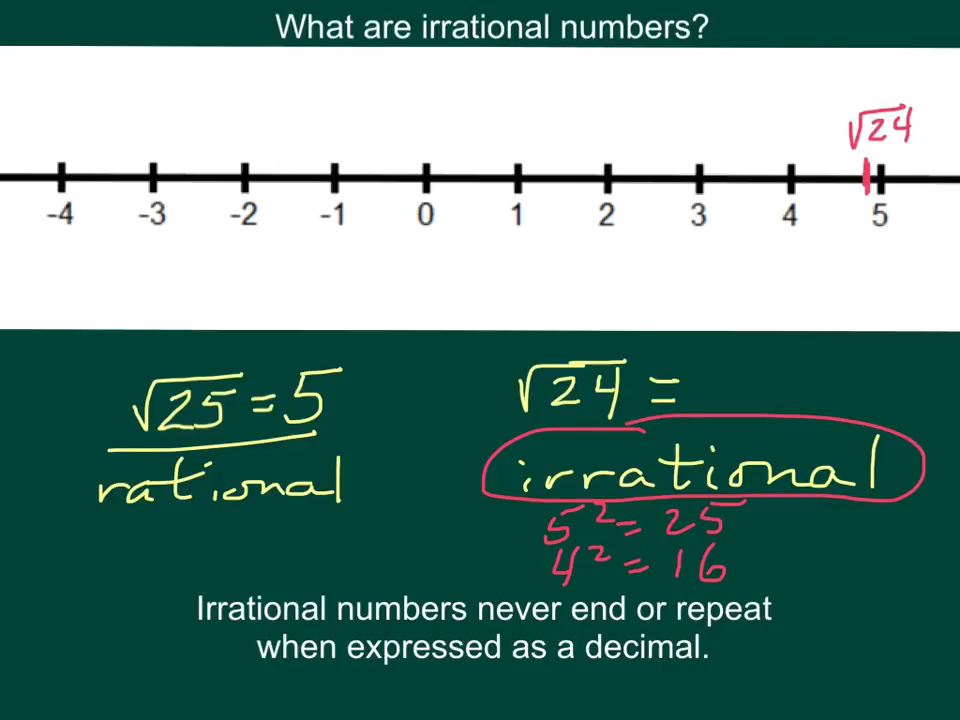 What are irrational numbers?
√24
-4 -3 -2 -1 0 1 2 3 4 5
√25 = 5
rational
√24 =
irrational
5² = 25
4² = 16
Irrational numbers never end or repeat
when expressed as a decimal.